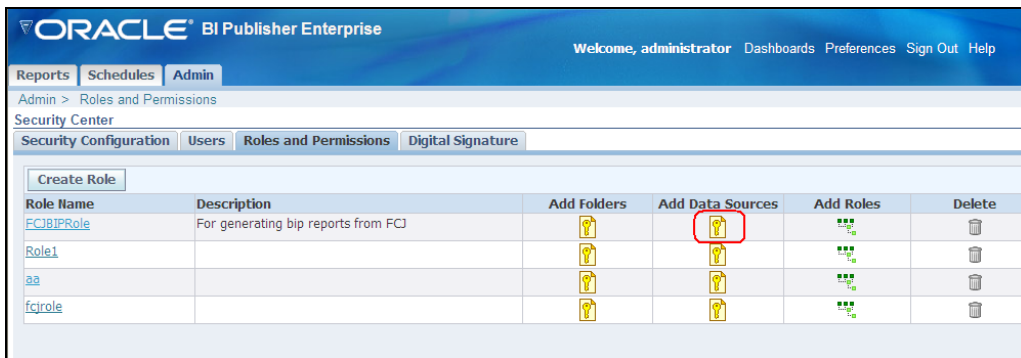 ORACLE® BI Publisher Enterprise
Welcome, administrator Dashboards Preferences Sign Out Help
Reports Schedules Admin
Admin > Roles and Permissions
Security Center
Security Configuration Users Roles and Permissions Digital Signature
Create Role
Role Name Description Add Folders Add Data Sources Add Roles Delete
FCJBIPRole For generating bip reports from FCJ
Role1
aa
fcjrole